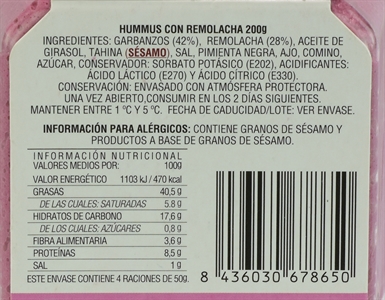 HUMMUS CON REMOLACHA 200g
INGREDIENTES: GARBANZOS (42%), REMOLACHA (28%), ACEITE DE
GIRASOL, TAHINA (SÉSAMO), SAL, PIMENTA NEGRA, AJO, COMINO,
AZÚCAR, CONSERVADOR: SORBATO POTÁSICO (E202), ACIDIFICANTES:
ÁCIDO LÁCTICO (E270) Y ÁCIDO CÍTRICO (E330).
CONSERVACIÓN: ENVASADO CON ATMÓSFERA PROTECTORA.
UNA VEZ ABIERTO,CONSUMIR EN LOS 2 DÍAS SIGUIENTES.
MANTENER ENTRE 1 ºC Y 5 ºC. FECHA DE CADUCIDAD/LOTE: VER ENVASE.
INFORMACIÓN PARA ALÉRGICOS: CONTIENE GRANOS DE SÉSAMO Y
PRODUCTOS A BASE DE GRANOS DE SÉSAMO.
INFORMACIÓN NUTRICIONAL
VALORES MEDIOS POR: 100g
VALOR ENERGÉTICO 1103 kJ / 470 kcal
GRASAS 40,5 g
DE LAS CUALES: SATURADAS 5.8 g
HIDRATOS DE CARBONO 17,6 g
DE LOS CUALES: AZÚCARES 0.8 g
FIBRA ALIMENTARIA 3,6 g
PROTEÍNAS 8,5 g
SAL 1 g
ESTE ENVASE CONTIENE 4 RACIONES DE 50g.
8 436030 678650